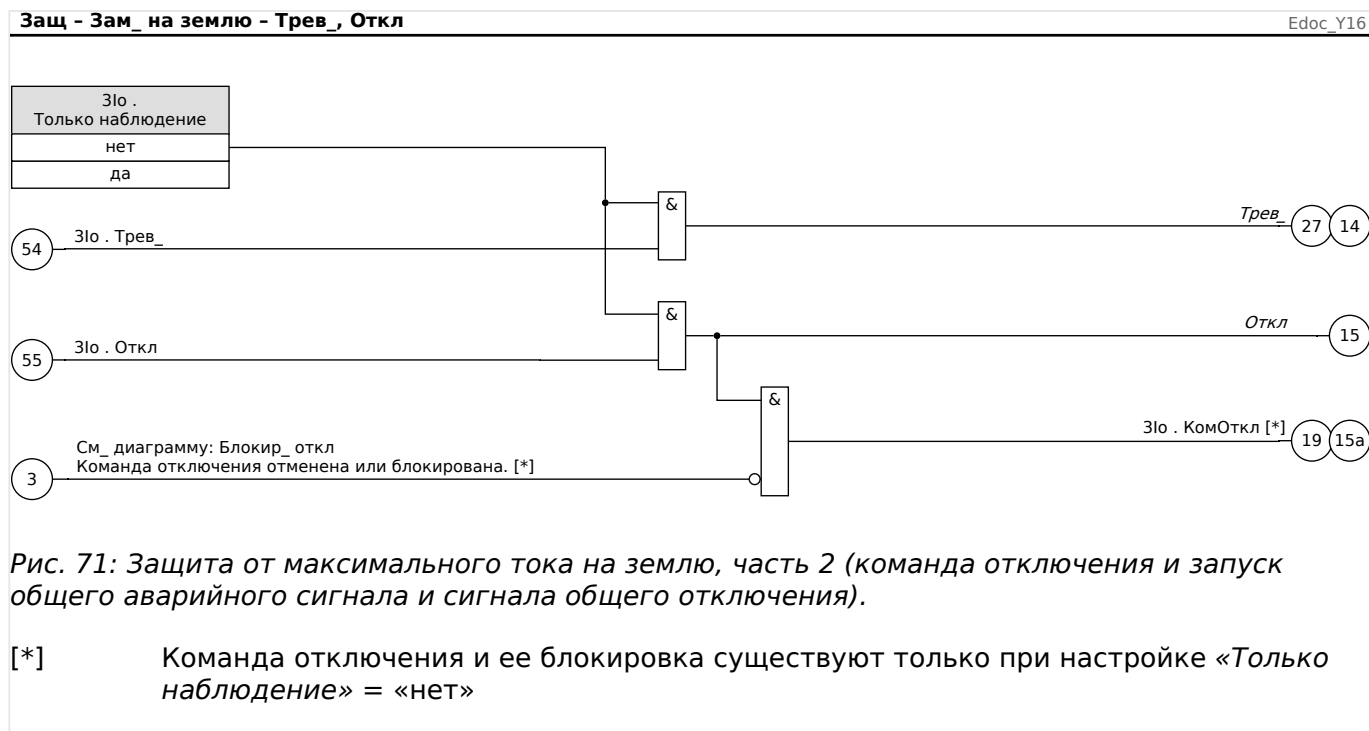 Защ – Зам_ на землю – Трев_, Откл
Edoc_Y16
3Io .
Только наблюдение
нет
да
&
54
3Io . Трев_
Трев_
27
14
&
55
3Io . Откл
Откл
15
&
3
См_ диаграмму: Блокир_ откл
Команда отключения отменена или блокирована. [*]
3Io . КомОткл [*]
19
15a
Рис. 71: Защита от максимального тока на землю, часть 2 (команда отключения и запуск
общего аварийного сигнала и сигнала общего отключения).
[*] Команда отключения и ее блокировка существуют только при настройке «Только
наблюдение» = «нет»